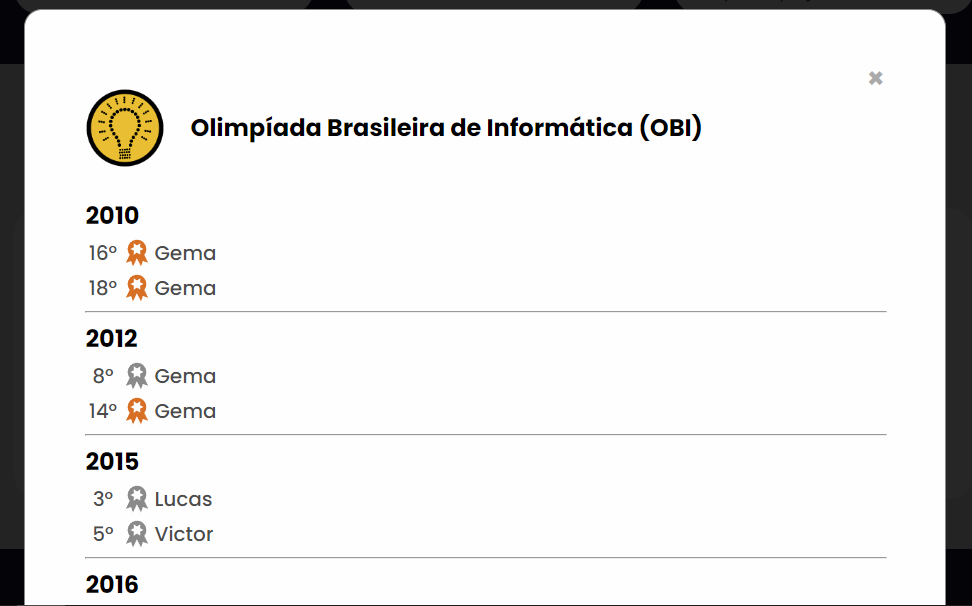 ✖
Olimpíada Brasileira de Informática (OBI)
2010
16º Gema
18º Gema
2012
8º Gema
14º Gema
2015
3º Lucas
5º Victor
2016